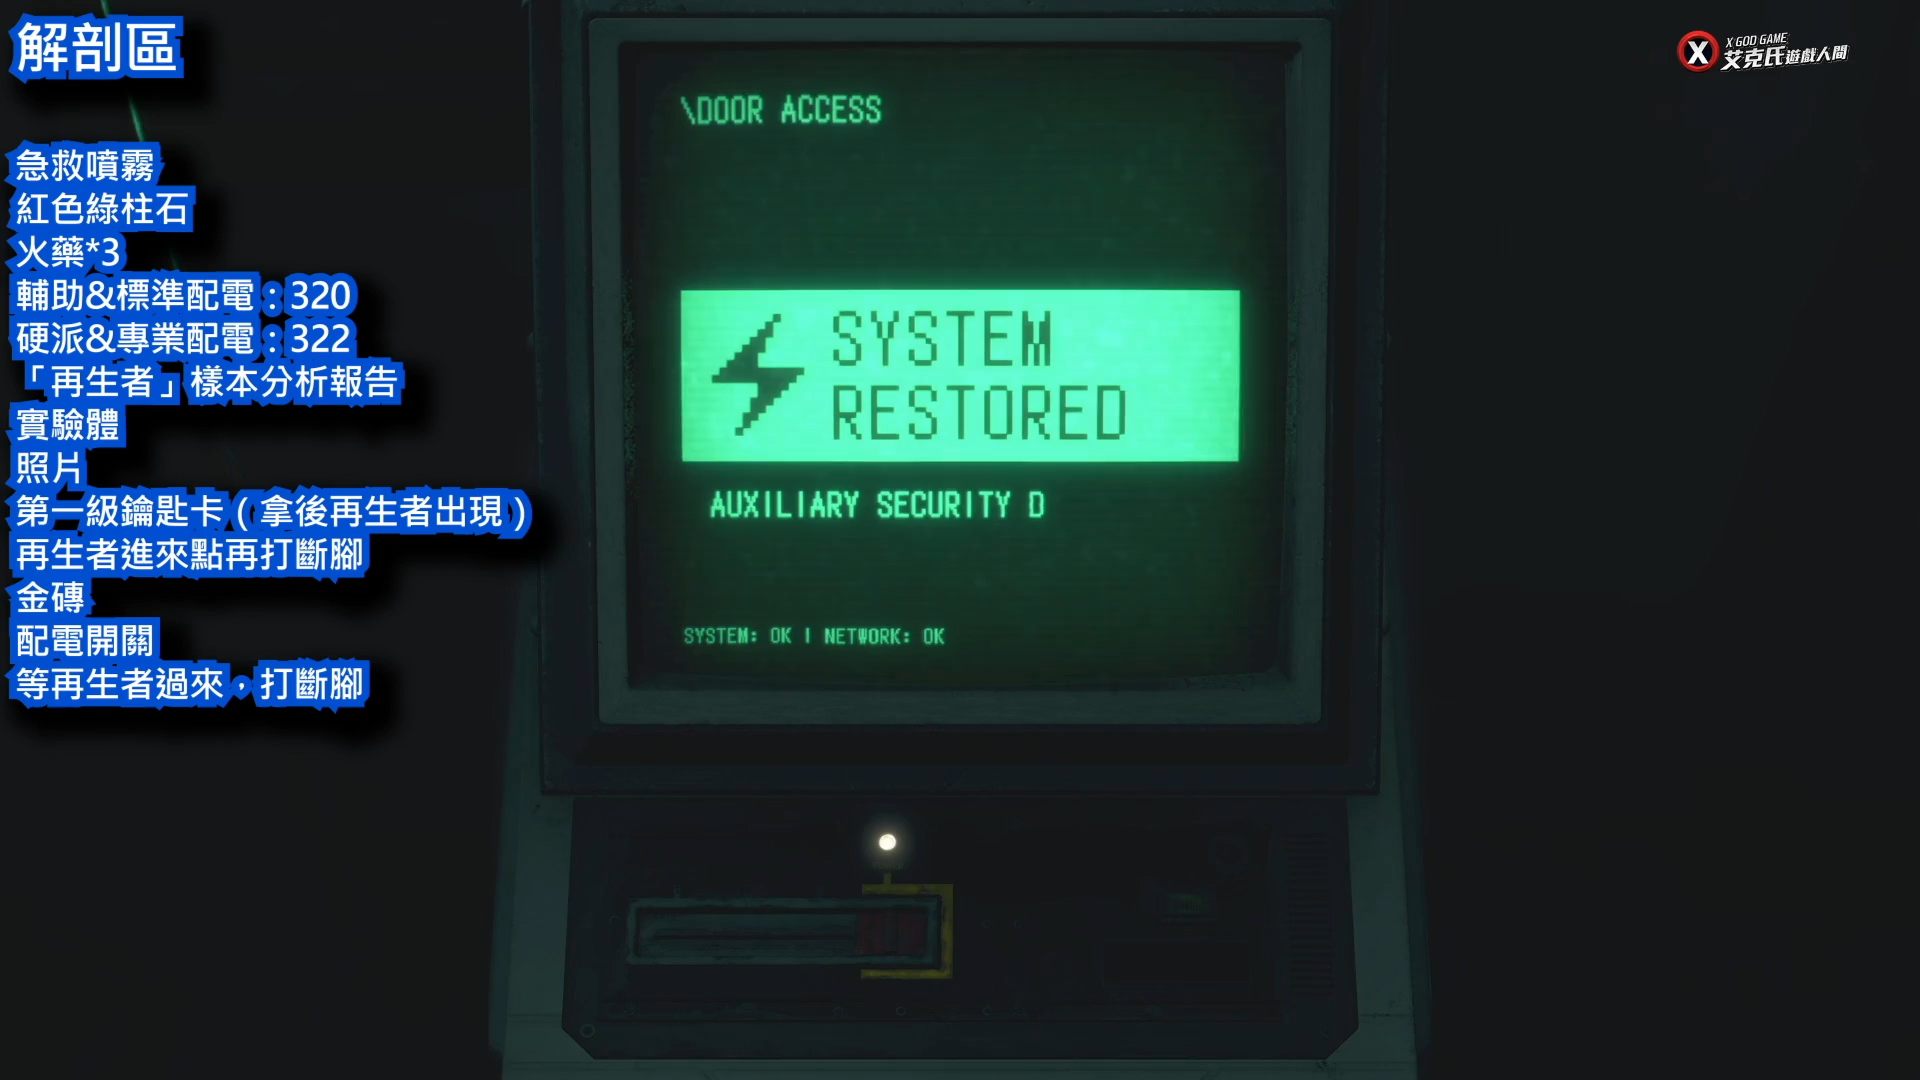 解剖區
急救噴霧
紅色綠柱石
火藥*3
輔助&標準配電：320
硬派&專業配電：322
「再生者」樣本分析報告
實驗體
照片
第一級鑰匙卡（拿後再生者出現）
再生者進來點再打斷腳
金磚
配電開關
等再生者過來，打斷腳
\DOOR ACCESS
SYSTEM
RESTORED
AUXILIARY SECURITY D
SYSTEM: OK | NETWORK: OK
X GOD GAME
艾克氏遊戲人間